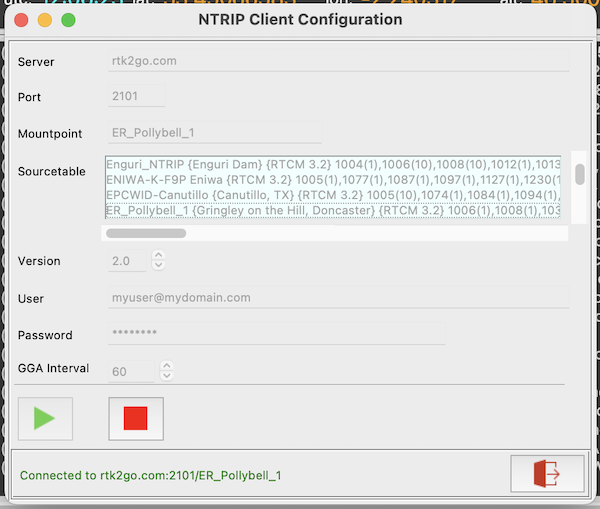 NTRIP Client Configuration
Server rtk2go.com
Port 2101
Mountpoint ER_Pollybell_1
Sourcetable
Enguri_NTRIP {Enguri Dam} {RTCM 3.2} 1004(1),1006(10),1008(10),1012(1),1013
ENIWA-K-F9P Eniwa {RTCM 3.2} 1005(1),1077(1),1087(1),1097(1),1127(1),1230(1
EPCWID-Canutillo {Canutillo, TX} {RTCM 3.2} 1005(10),1074(1),1084(1),1094(1),
ER_Pollybell_1 {Gringley on the Hill, Doncaster} {RTCM 3.2} 1006(1),1008(1),103
Version 2.0
User myuser@mydomain.com
Password ••••••••
GGA Interval 60
Connected to rtk2go.com:2101/ER_Pollybell_1